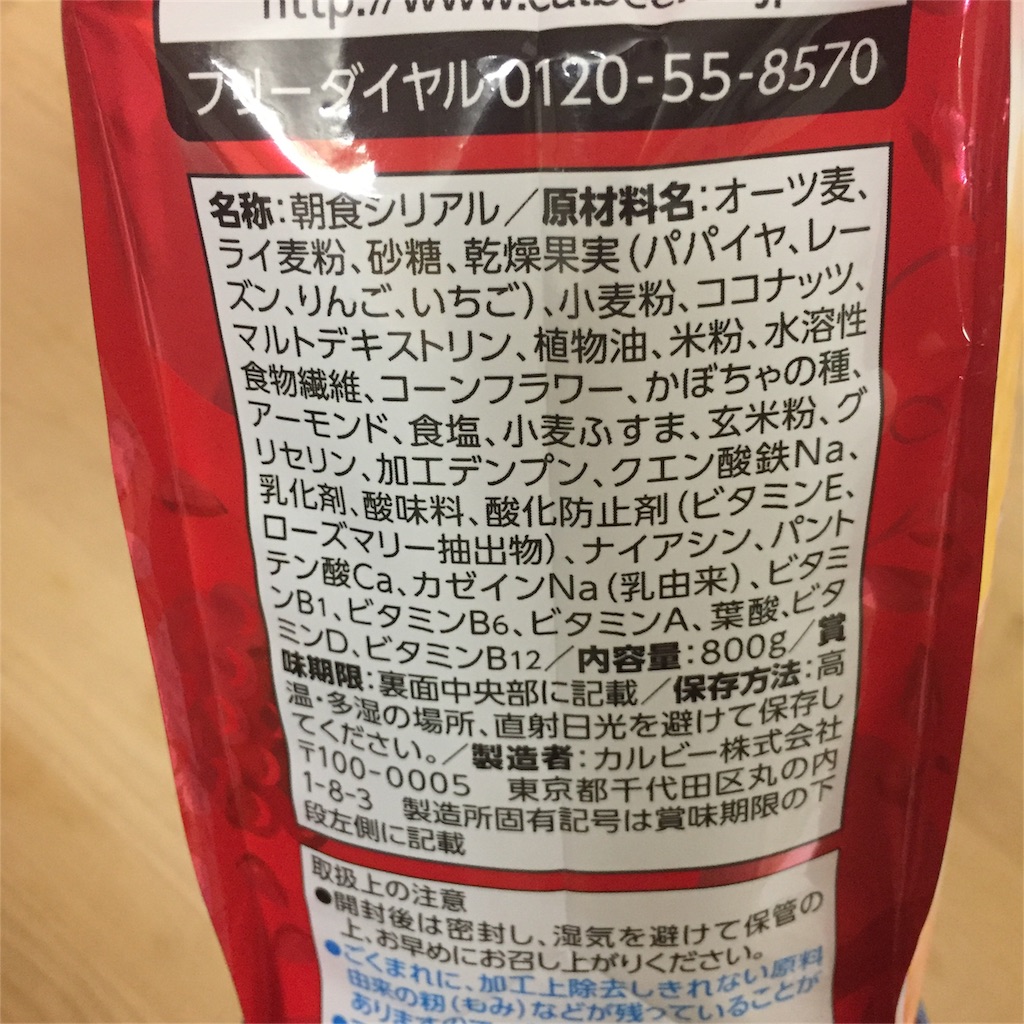 http://www.calbee.
フリーダイヤル 0120-55-8570
名称:朝食シリアル／原材料名:オーツ麦、
ライ麦粉、砂糖、乾燥果実(パパイヤ、レー
ズン、りんご、いちご)、小麦粉、ココナッツ、
マルトデキストリン、植物油、米粉、水溶性
食物繊維、コーンフラワー、かぼちゃの種、
アーモンド、食塩、小麦ふすま、玄米粉、グ
リセリン、加工デンプン、クエン酸鉄Na、
乳化剤、酸味料、酸化防止剤(ビタミンE、
ローズマリー抽出物)、ナイアシン、パント
テン酸Ca、カゼインNa(乳由来)、ビタミ
ンB1、ビタミンB6、ビタミンA、葉酸、ビタ
ミンD、ビタミンB12／内容量:800g／賞
味期限:裏面中央部に記載／保存方法:高
温・多湿の場所、直射日光を避けて保存し
てください。／製造者:カルビー株式会社
〒100-0005 東京都千代田区丸の内
1-8-3 製造所固有記号は賞味期限の下
段左側に記載
取扱上の注意
●開封後は密封し、湿気を避けて保管の
上、お早めにお召し上がりください。
●ごくまれに、加工上除去しきれない原料
由来の籾(もみ)などが残っていることが
ありますので